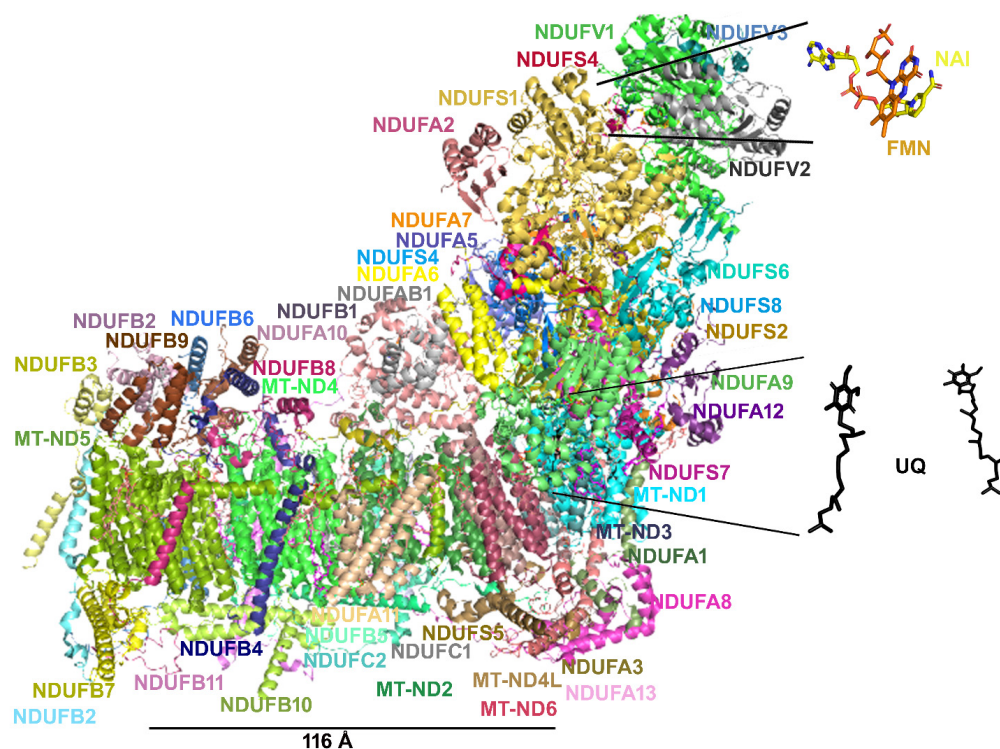 NDUFV1
NDUFV3
NDUFS4
NAI
NDUFS1
NDUFA2
FMN
NDUFV2
NDUFA7
NDUFA5
NDUFS4
NDUFA6
NDUFS6
NDUFAB1
NDUFB1
NDUFS8
NDUFB2
NDUFB6
NDUFA10
NDUFS2
NDUFB9
NDUFB3
NDUFB8
MT-ND4
NDUFA9
NDUFA12
MT-ND5
UQ
NDUFS7
MT-ND1
MT-ND3
NDUFA1
NDUFA8
NDUFA11
NDUFB5
NDUFS5
NDUFB4
NDUFC1
NDUFC2
NDUFA3
NDUFB11
MT-ND4L
NDUFB7
MT-ND2
NDUFA13
NDUFB10
MT-ND6
NDUFB2
116 Å